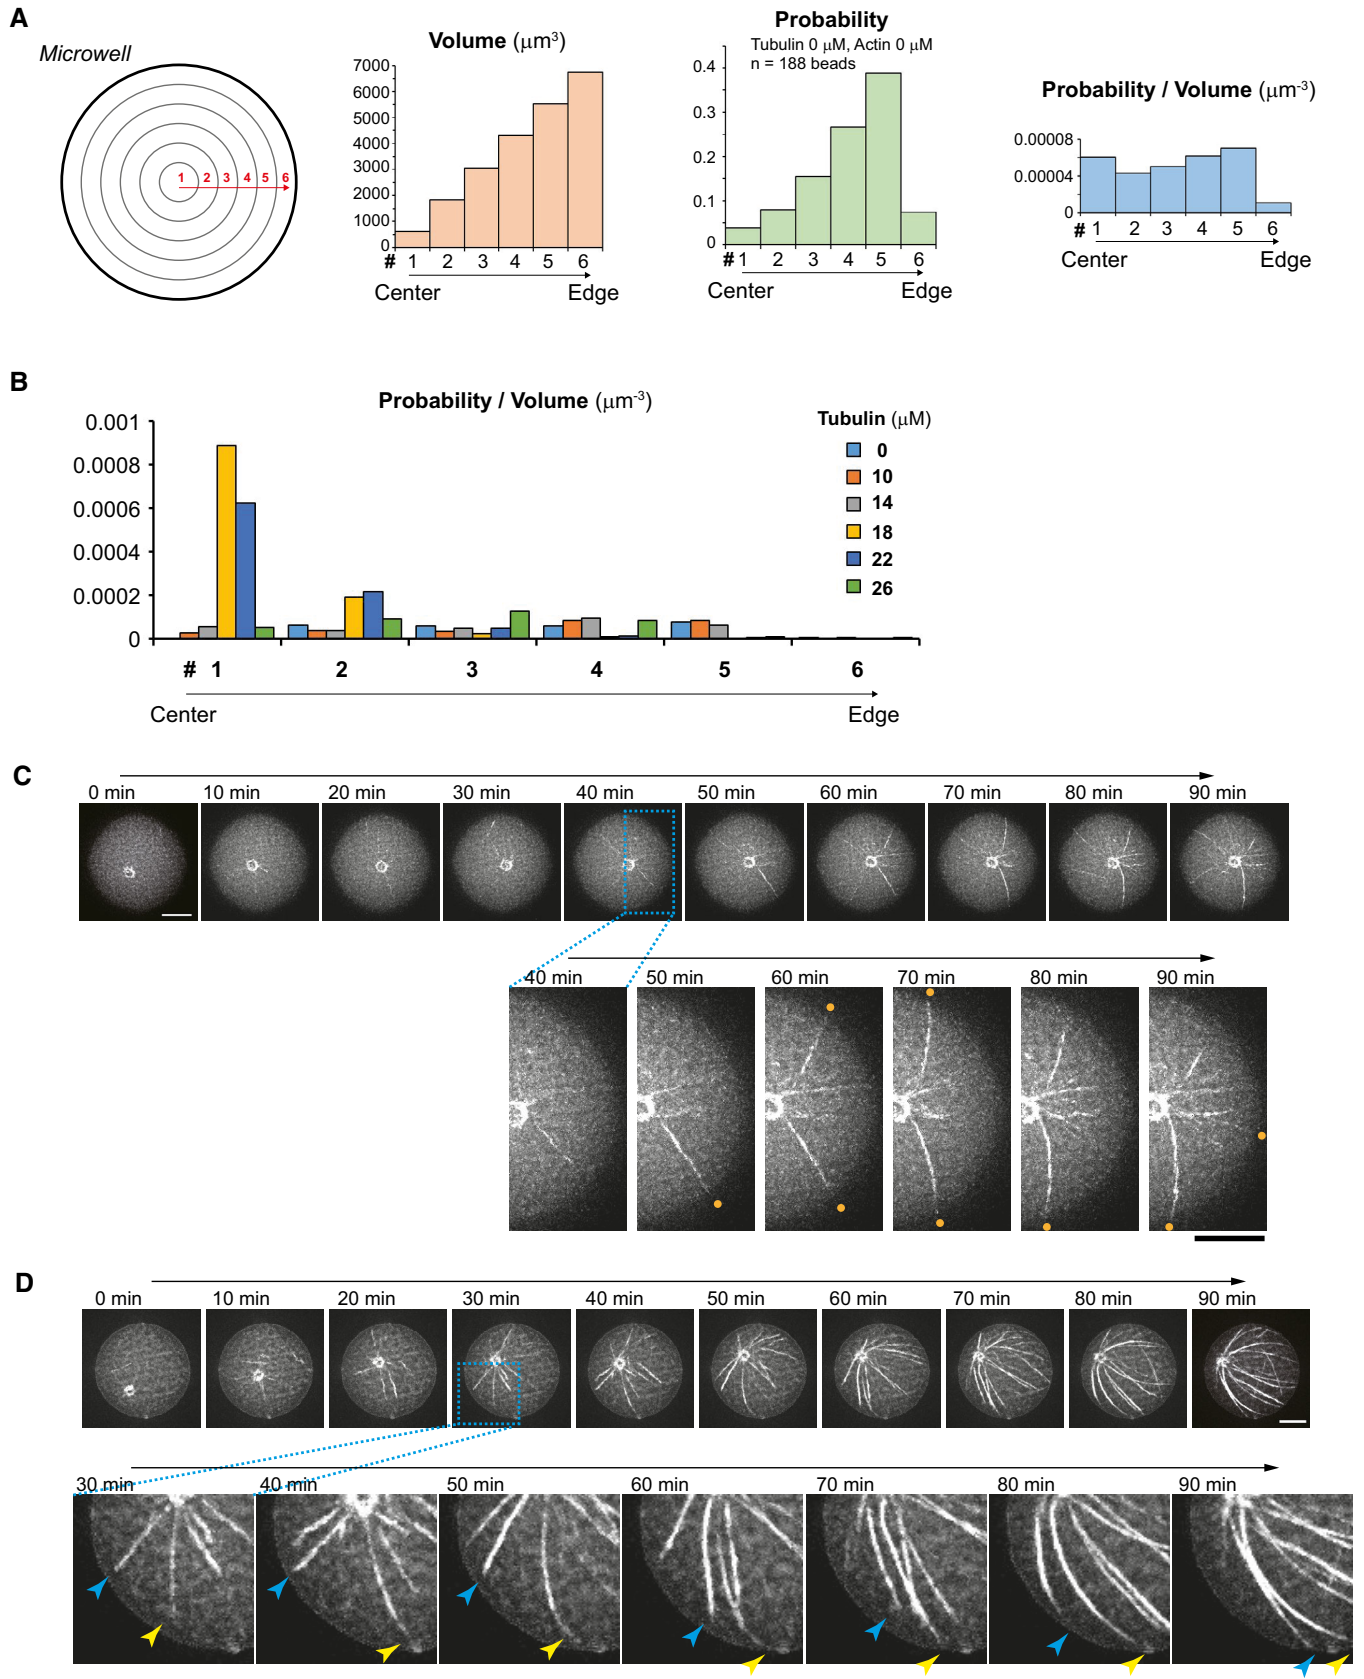 A
Microwell
1 2 3 4 5 6
Volume (μm³)
7000
6000
5000
4000
3000
2000
1000
0
# 1 2 3 4 5 6
Center Edge
Probability
Tubulin 0 μM, Actin 0 μM
n = 188 beads
0.4
0.3
0.2
0.1
0
# 1 2 3 4 5 6
Center Edge
Probability / Volume (μm⁻³)
0.00008
0.00004
0
# 1 2 3 4 5 6
Center Edge
B
Probability / Volume (μm⁻³)
0.001
0.0008
0.0006
0.0004
0.0002
0
# 1 2 3 4 5 6
Center Edge
Tubulin (μM)
0
10
14
18
22
26
C
0 min 10 min 20 min 30 min 40 min 50 min 60 min 70 min 80 min 90 min
40 min 50 min 60 min 70 min 80 min 90 min
D
0 min 10 min 20 min 30 min 40 min 50 min 60 min 70 min 80 min 90 min
30 min 40 min 50 min 60 min 70 min 80 min 90 min